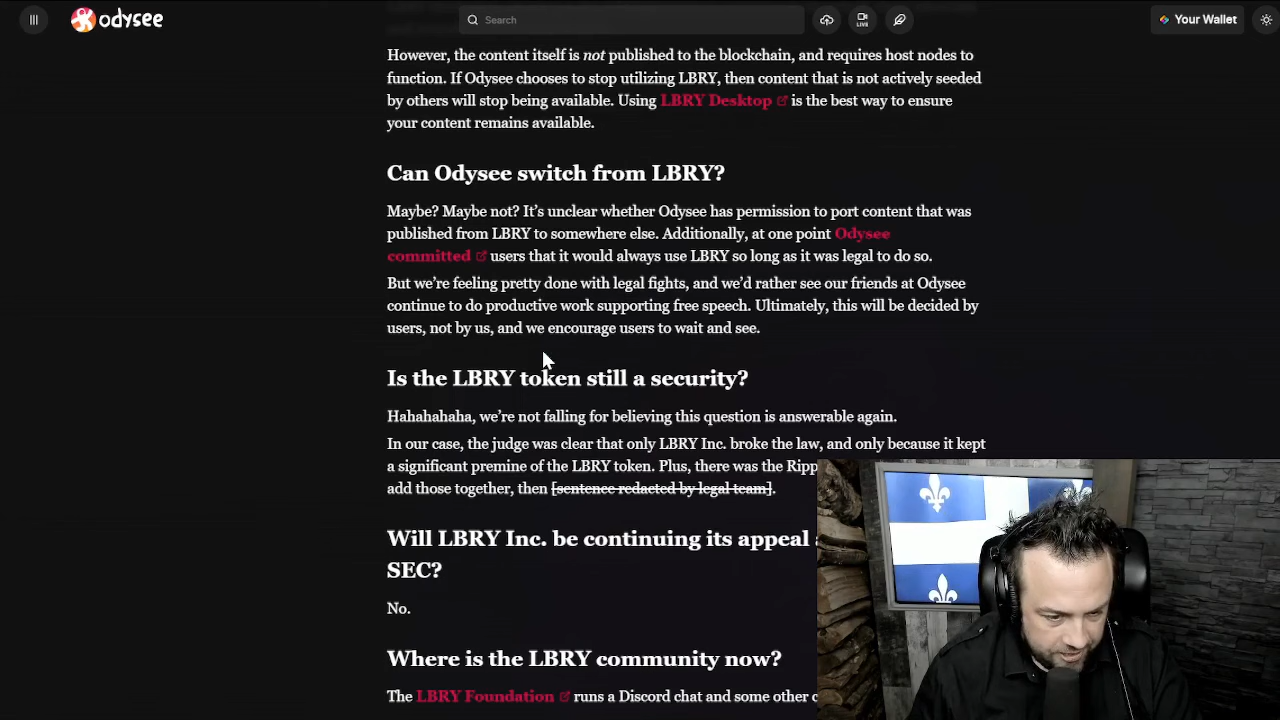 odysee
Search
LIVE
Your Wallet
However, the content itself is not published to the blockchain, and requires host nodes to
function. If Odysee chooses to stop utilizing LBRY, then content that is not actively seeded
by others will stop being available. Using LBRY Desktop is the best way to ensure
your content remains available.
Can Odysee switch from LBRY?
Maybe? Maybe not? It's unclear whether Odysee has permission to port content that was
published from LBRY to somewhere else. Additionally, at one point Odysee
committed users that it would always use LBRY so long as it was legal to do so.
But we're feeling pretty done with legal fights, and we'd rather see our friends at Odysee
continue to do productive work supporting free speech. Ultimately, this will be decided by
users, not by us, and we encourage users to wait and see.
Is the LBRY token still a security?
Hahahahaha, we're not falling for believing this question is answerable again.
In our case, the judge was clear that only LBRY Inc. broke the law, and only because it kept
a significant premine of the LBRY token. Plus, there was the Ripp
add those together, then [sentence redacted by legal team].
Will LBRY Inc. be continuing its appeal
SEC?
No.
Where is the LBRY community now?
The LBRY Foundation runs a Discord chat and some other